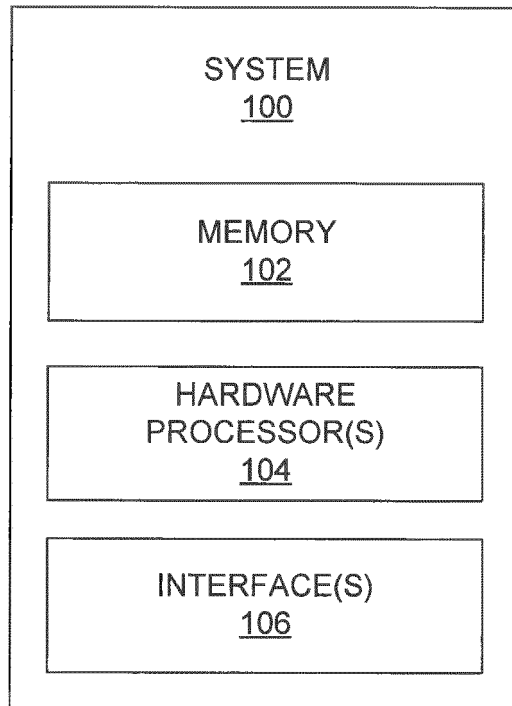 SYSTEM
100
MEMORY
102
HARDWARE
PROCESSOR(S)
104
INTERFACE(S)
106